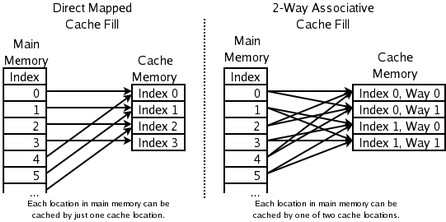 Direct Mapped
Cache Fill
Main
Memory
Index
0
1
2
3
4
5
...
Cache
Memory
Index 0
Index 1
Index 2
Index 3
Each location in main memory can be
cached by just one cache location.
2-Way Associative
Cache Fill
Main
Memory
Index
0
1
2
3
4
5
...
Cache
Memory
Index 0, Way 0
Index 0, Way 1
Index 1, Way 0
Index 1, Way 1
Each location in main memory can be
cached by one of two cache locations.